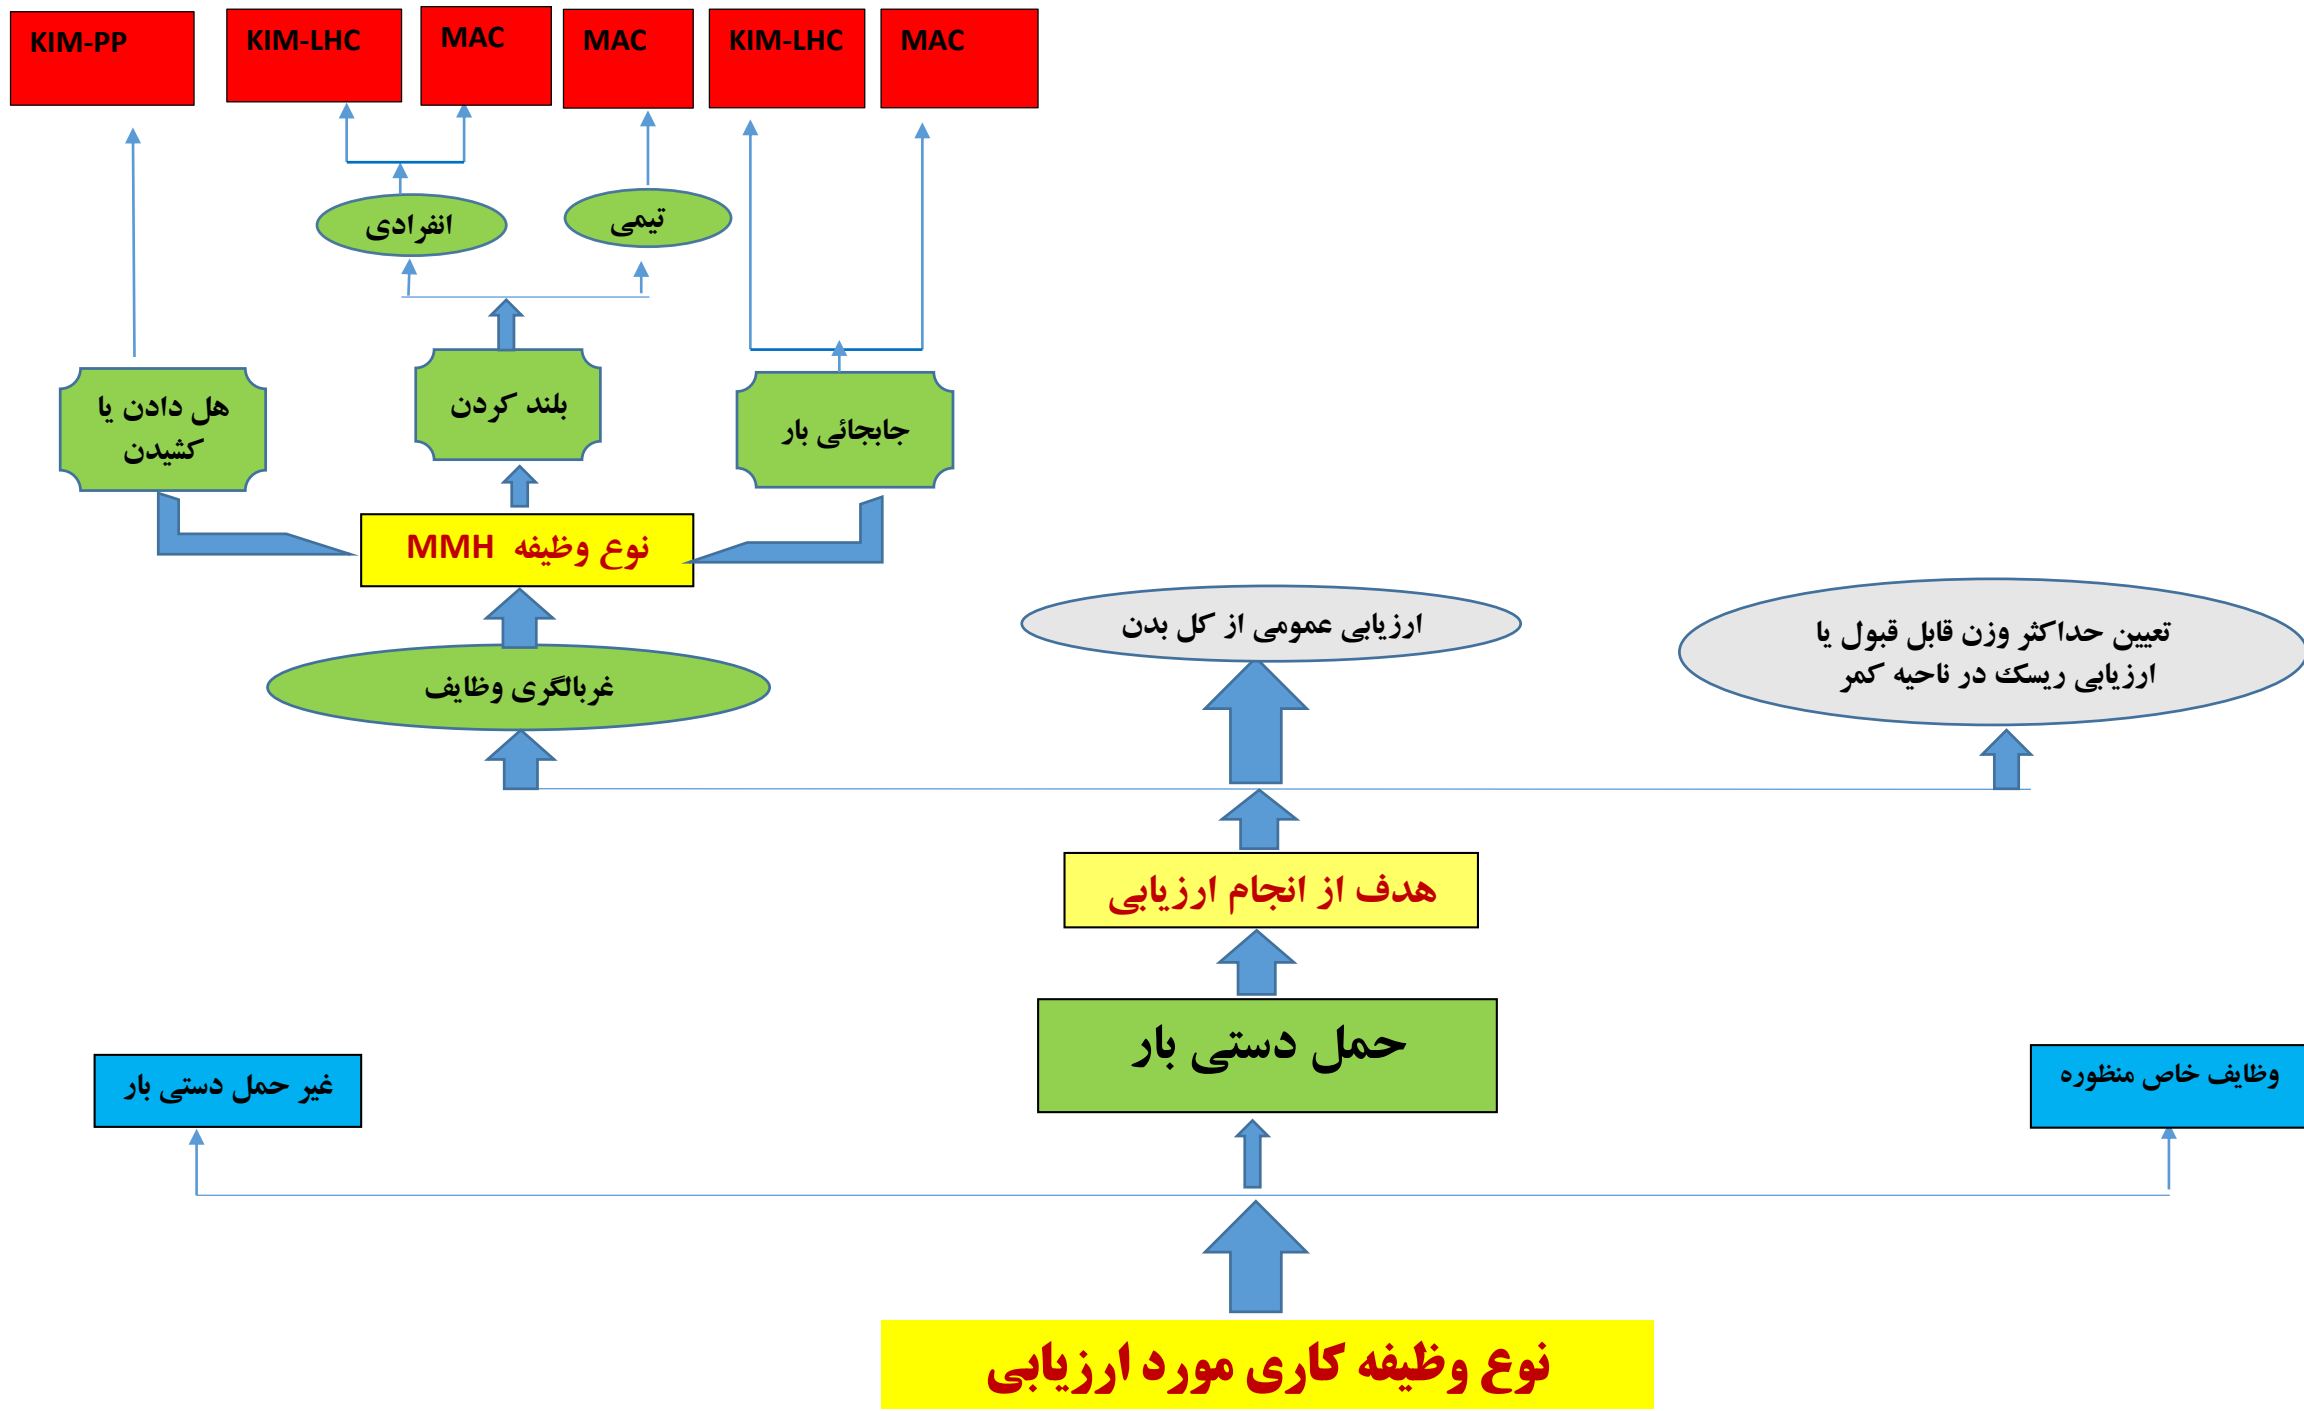 KIM-PP
KIM-LHC
MAC
MAC
KIM-LHC
MAC
انفرادی
تیمی
هل دادن یا
کشیدن
بلند کردن
جابجائی بار
نوع وظیفه MMH
ارزیابی عمومی از کل بدن
تعیین حداکثر وزن قابل قبول یا
ارزیابی ریسک در ناحیه کمر
غربالگری وظایف
هدف از انجام ارزیابی
حمل دستی بار
غیر حمل دستی بار
وظایف خاص منظوره
نوع وظیفه کاری مورد ارزیابی